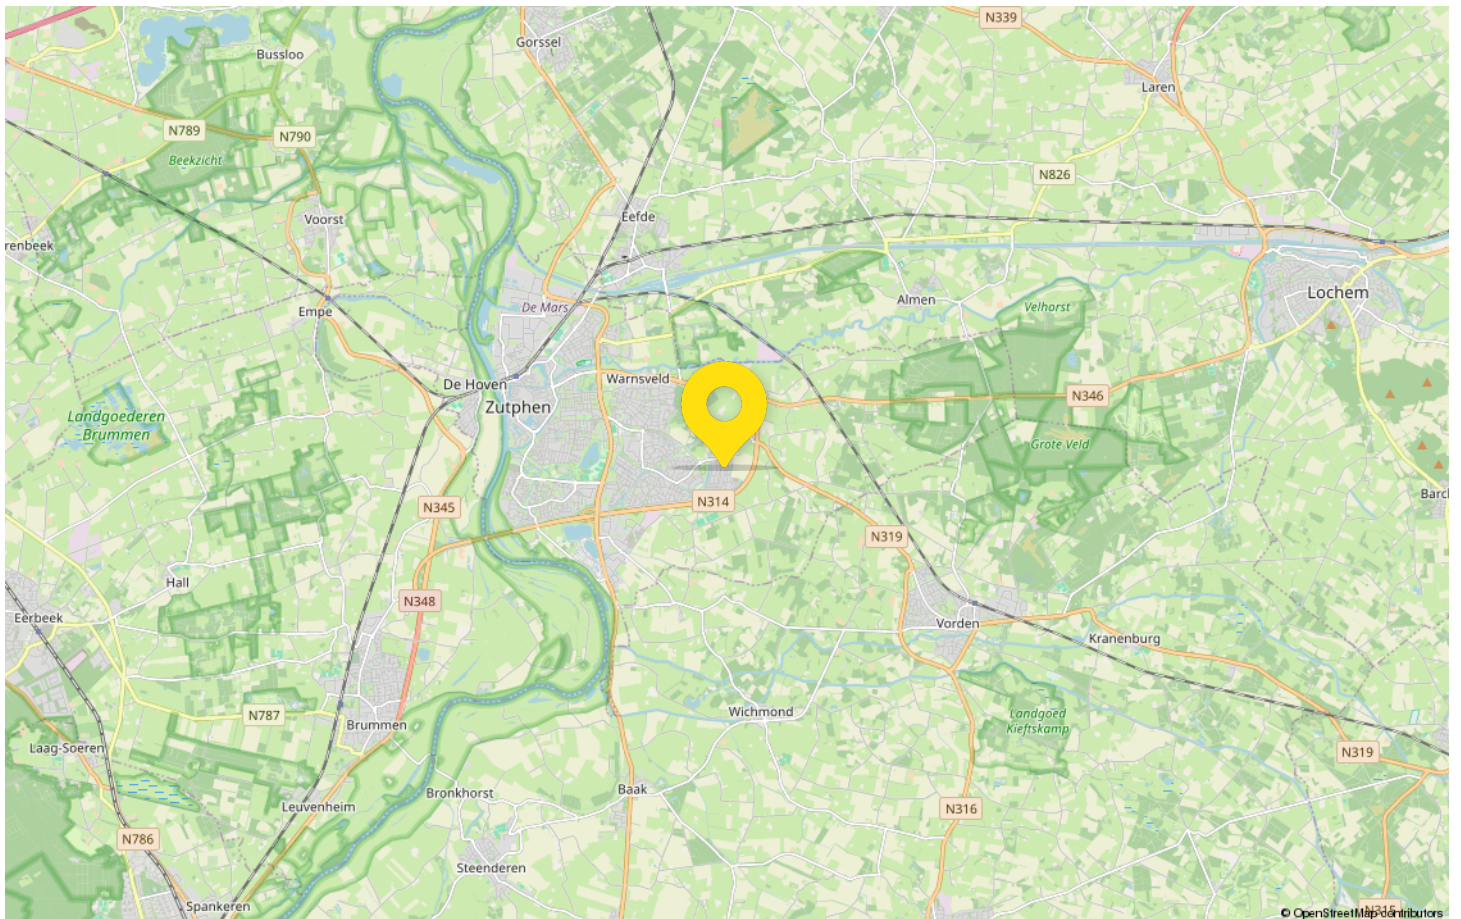 N339
Gorssel
Bussloo
Laren
N789
N790
Beekzicht
N826
Voorst
Eefde
renbeek
Almen
Velhorst
Lochem
De Mars
Empe
De Hoven
Warnsveld
Zutphen
N346
Landgoederen
Brummen
Grote Veld
N345
N314
Barc
N319
Hall
N348
Eerbeek
Vorden
Kranenburg
N787
Brummen
Wichmond
Landgoed
Kieftskamp
Laag-Soeren
N319
Bronkhorst
Baak
Leuvenheim
N316
N786
Steenderen
Spankeren
N315
© OpenStreetMap contributors